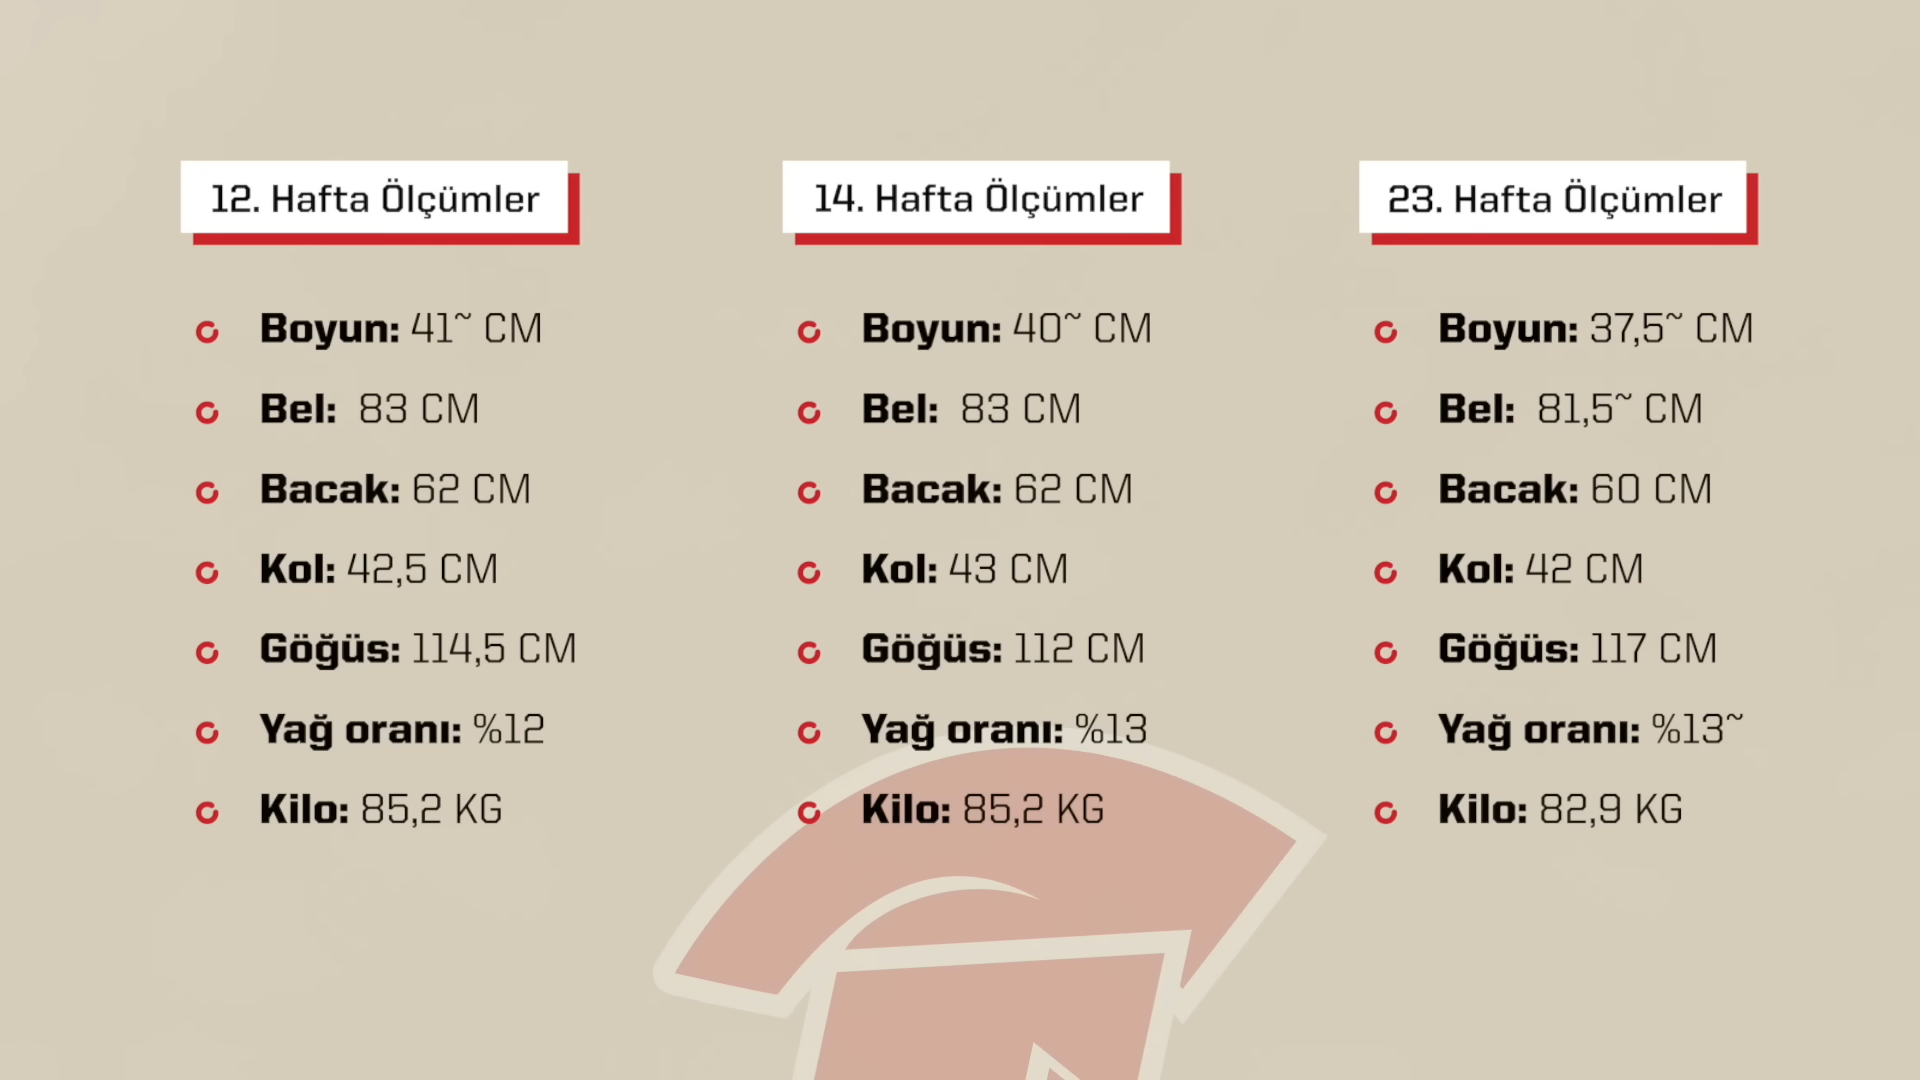 12. Hafta Ölçümler
Boyun: 41~ CM
Bel: 83 CM
Bacak: 62 CM
Kol: 42,5 CM
Göğüs: 114,5 CM
Yağ oranı: %12
Kilo: 85,2 KG
14. Hafta Ölçümler
Boyun: 40~ CM
Bel: 83 CM
Bacak: 62 CM
Kol: 43 CM
Göğüs: 112 CM
Yağ oranı: %13
Kilo: 85,2 KG
23. Hafta Ölçümler
Boyun: 37,5~ CM
Bel: 81,5~ CM
Bacak: 60 CM
Kol: 42 CM
Göğüs: 117 CM
Yağ oranı: %13~
Kilo: 82,9 KG